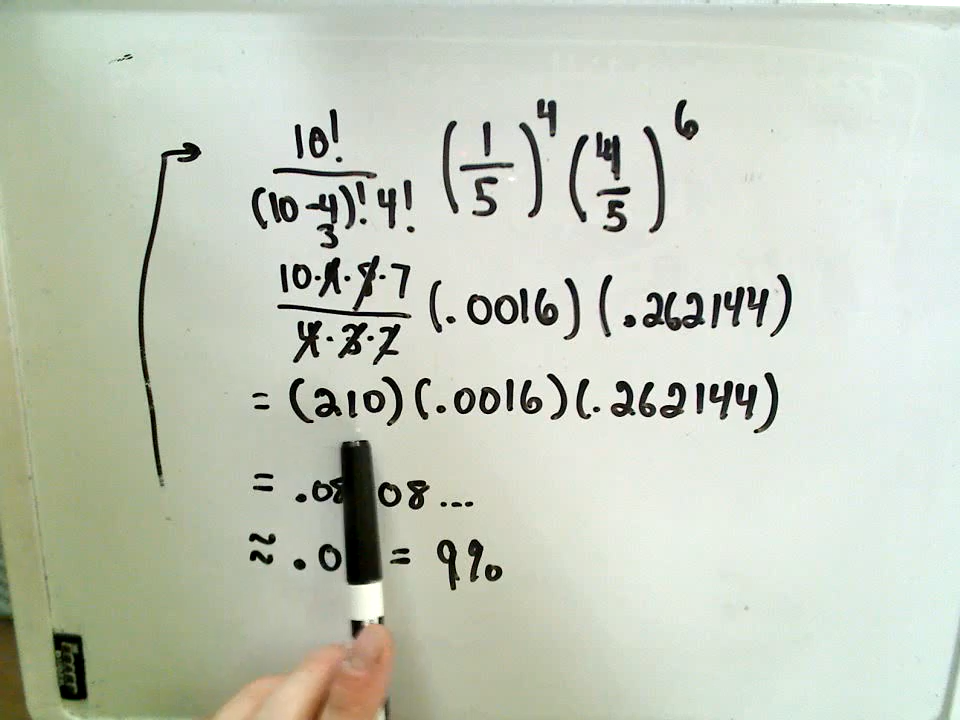 10! / (10-4)! 4! (1/5)^4 (4/5)^6
3
10·9·8·7 / 4·3·2 (.0016) (.262144)
= (210) (.0016) (.262144)
= .08 08...
≈ .0 = 9%